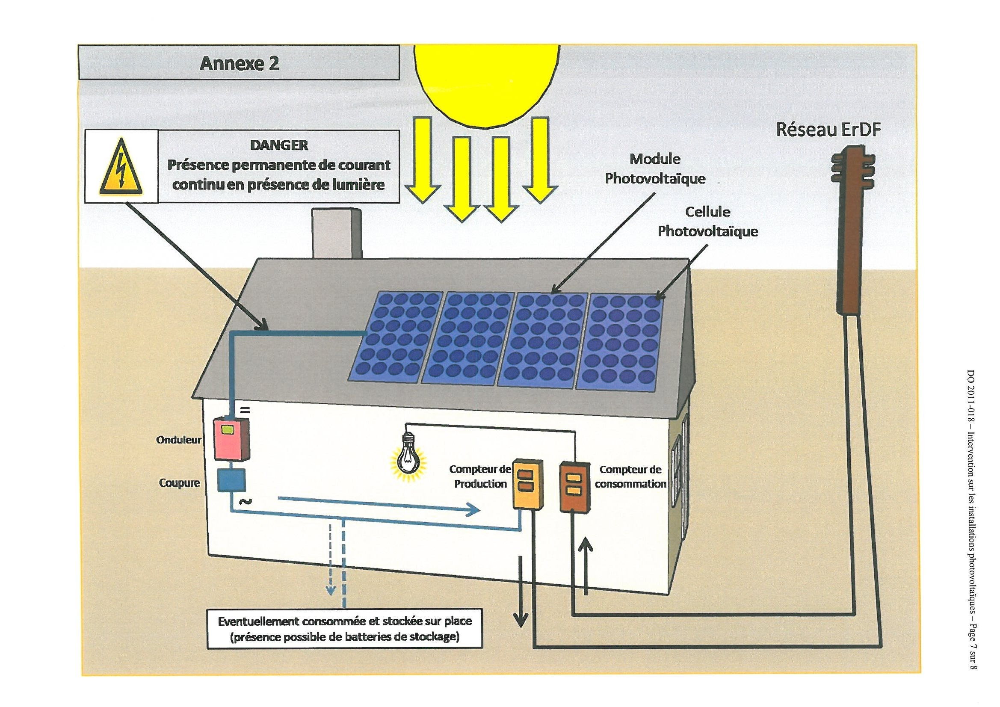 Annexe 2
DANGER
Présence permanente de courant
continu en présence de lumière
Réseau ErDF
Module
Photovoltaïque
Cellule
Photovoltaïque
=
Onduleur
Coupure
~
Compteur de
Production
Compteur de
consommation
Eventuellement consommée et stockée sur place
(présence possible de batteries de stockage)
DO 2011-018 – Intervention sur les installations photovoltaïques – Page 7 sur 8